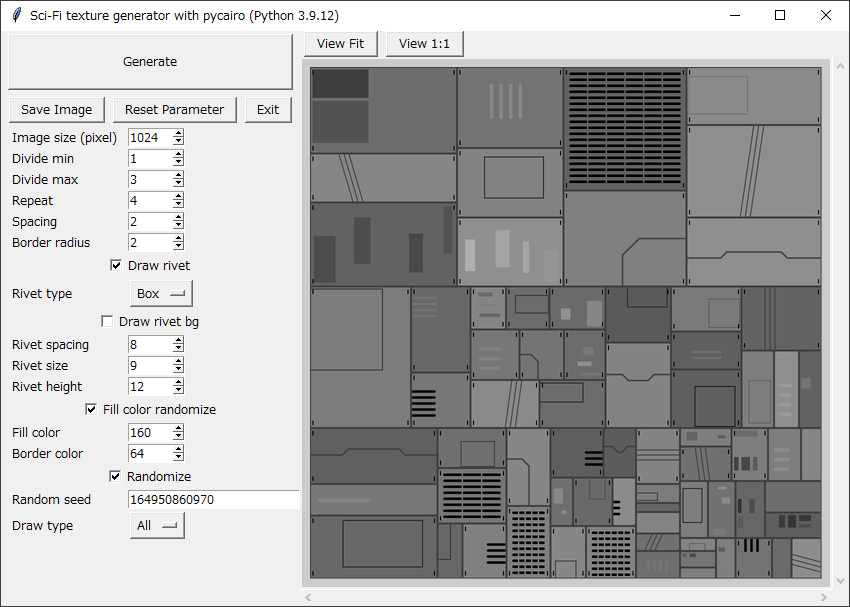 Sci-Fi texture generator with pycairo (Python 3.9.12)
Generate
View Fit View 1:1
Save Image Reset Parameter Exit
Image size (pixel) 1024
Divide min 1
Divide max 3
Repeat 4
Spacing 2
Border radius 2
Draw rivet
Rivet type Box
Draw rivet bg
Rivet spacing 8
Rivet size 9
Rivet height 12
Fill color randomize
Fill color 160
Border color 64
Randomize
Random seed 164950860970
Draw type All